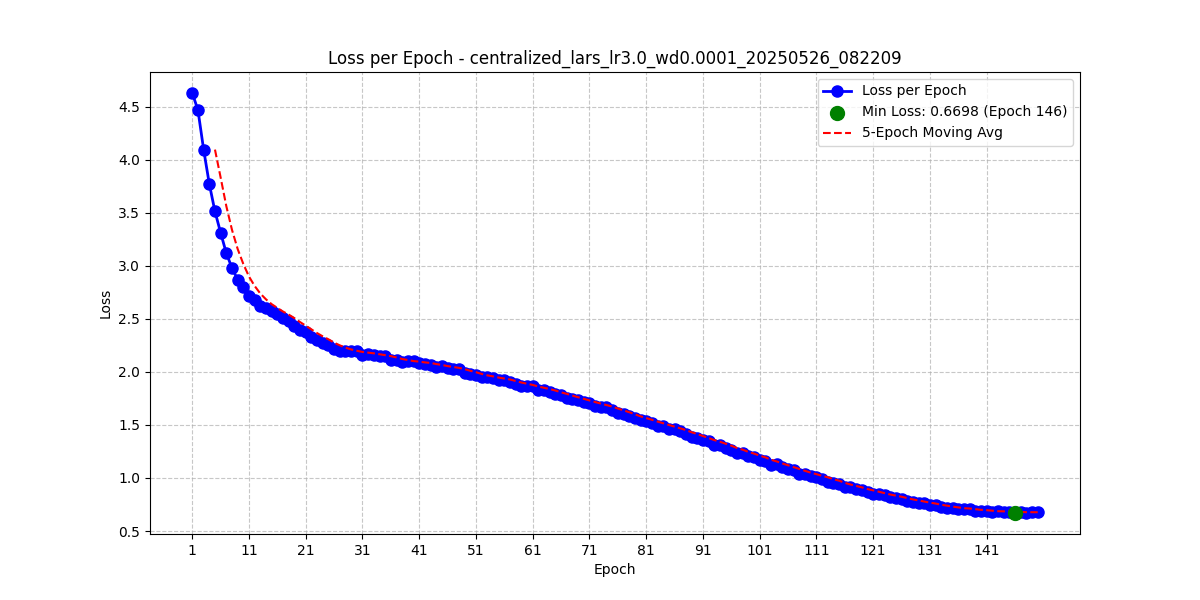 Loss per Epoch - centralized_lars_lr3.0_wd0.0001_20250526_082209
Loss per Epoch
Min Loss: 0.6698 (Epoch 146)
5-Epoch Moving Avg
Loss
4.5
4.0
3.5
3.0
2.5
2.0
1.5
1.0
0.5
1 11 21 31 41 51 61 71 81 91 101 111 121 131 141
Epoch